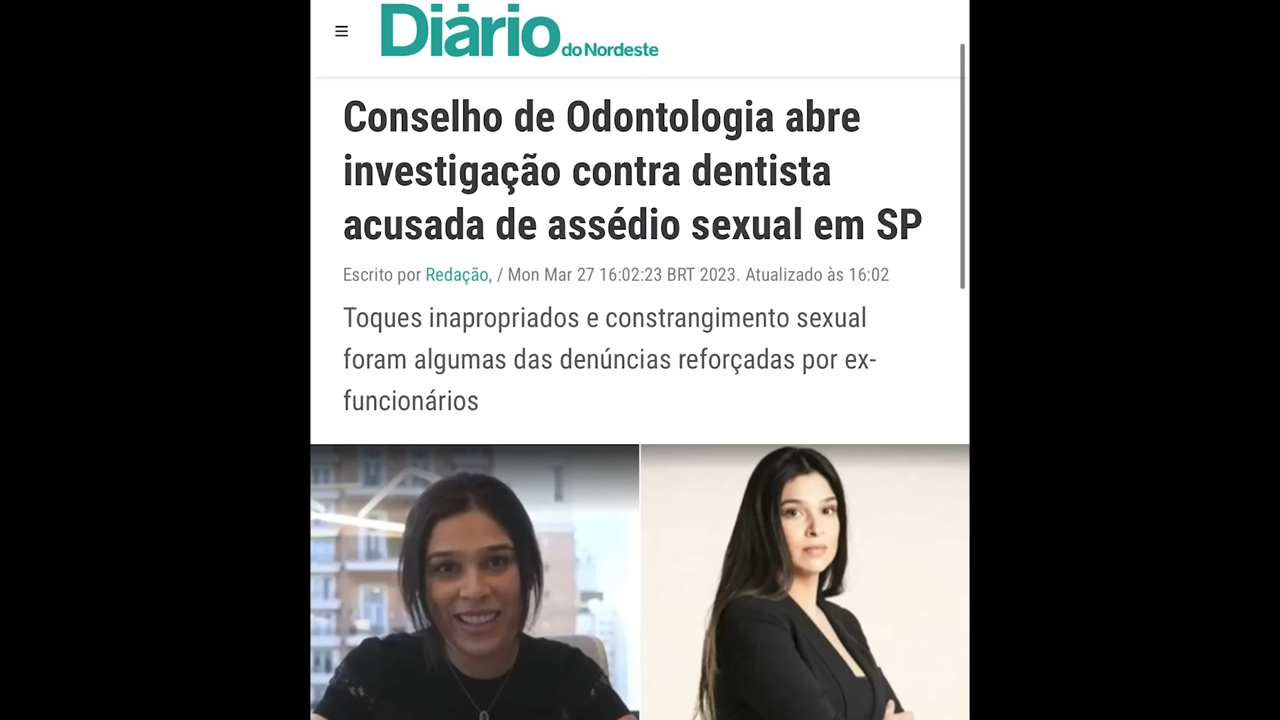 Diário do Nordeste
Conselho de Odontologia abre
investigação contra dentista
acusada de assédio sexual em SP
Escrito por Redação, / Mon Mar 27 16:02:23 BRT 2023. Atualizado às 16:02
Toques inapropriados e constrangimento sexual
foram algumas das denúncias reforçadas por ex-
funcionários